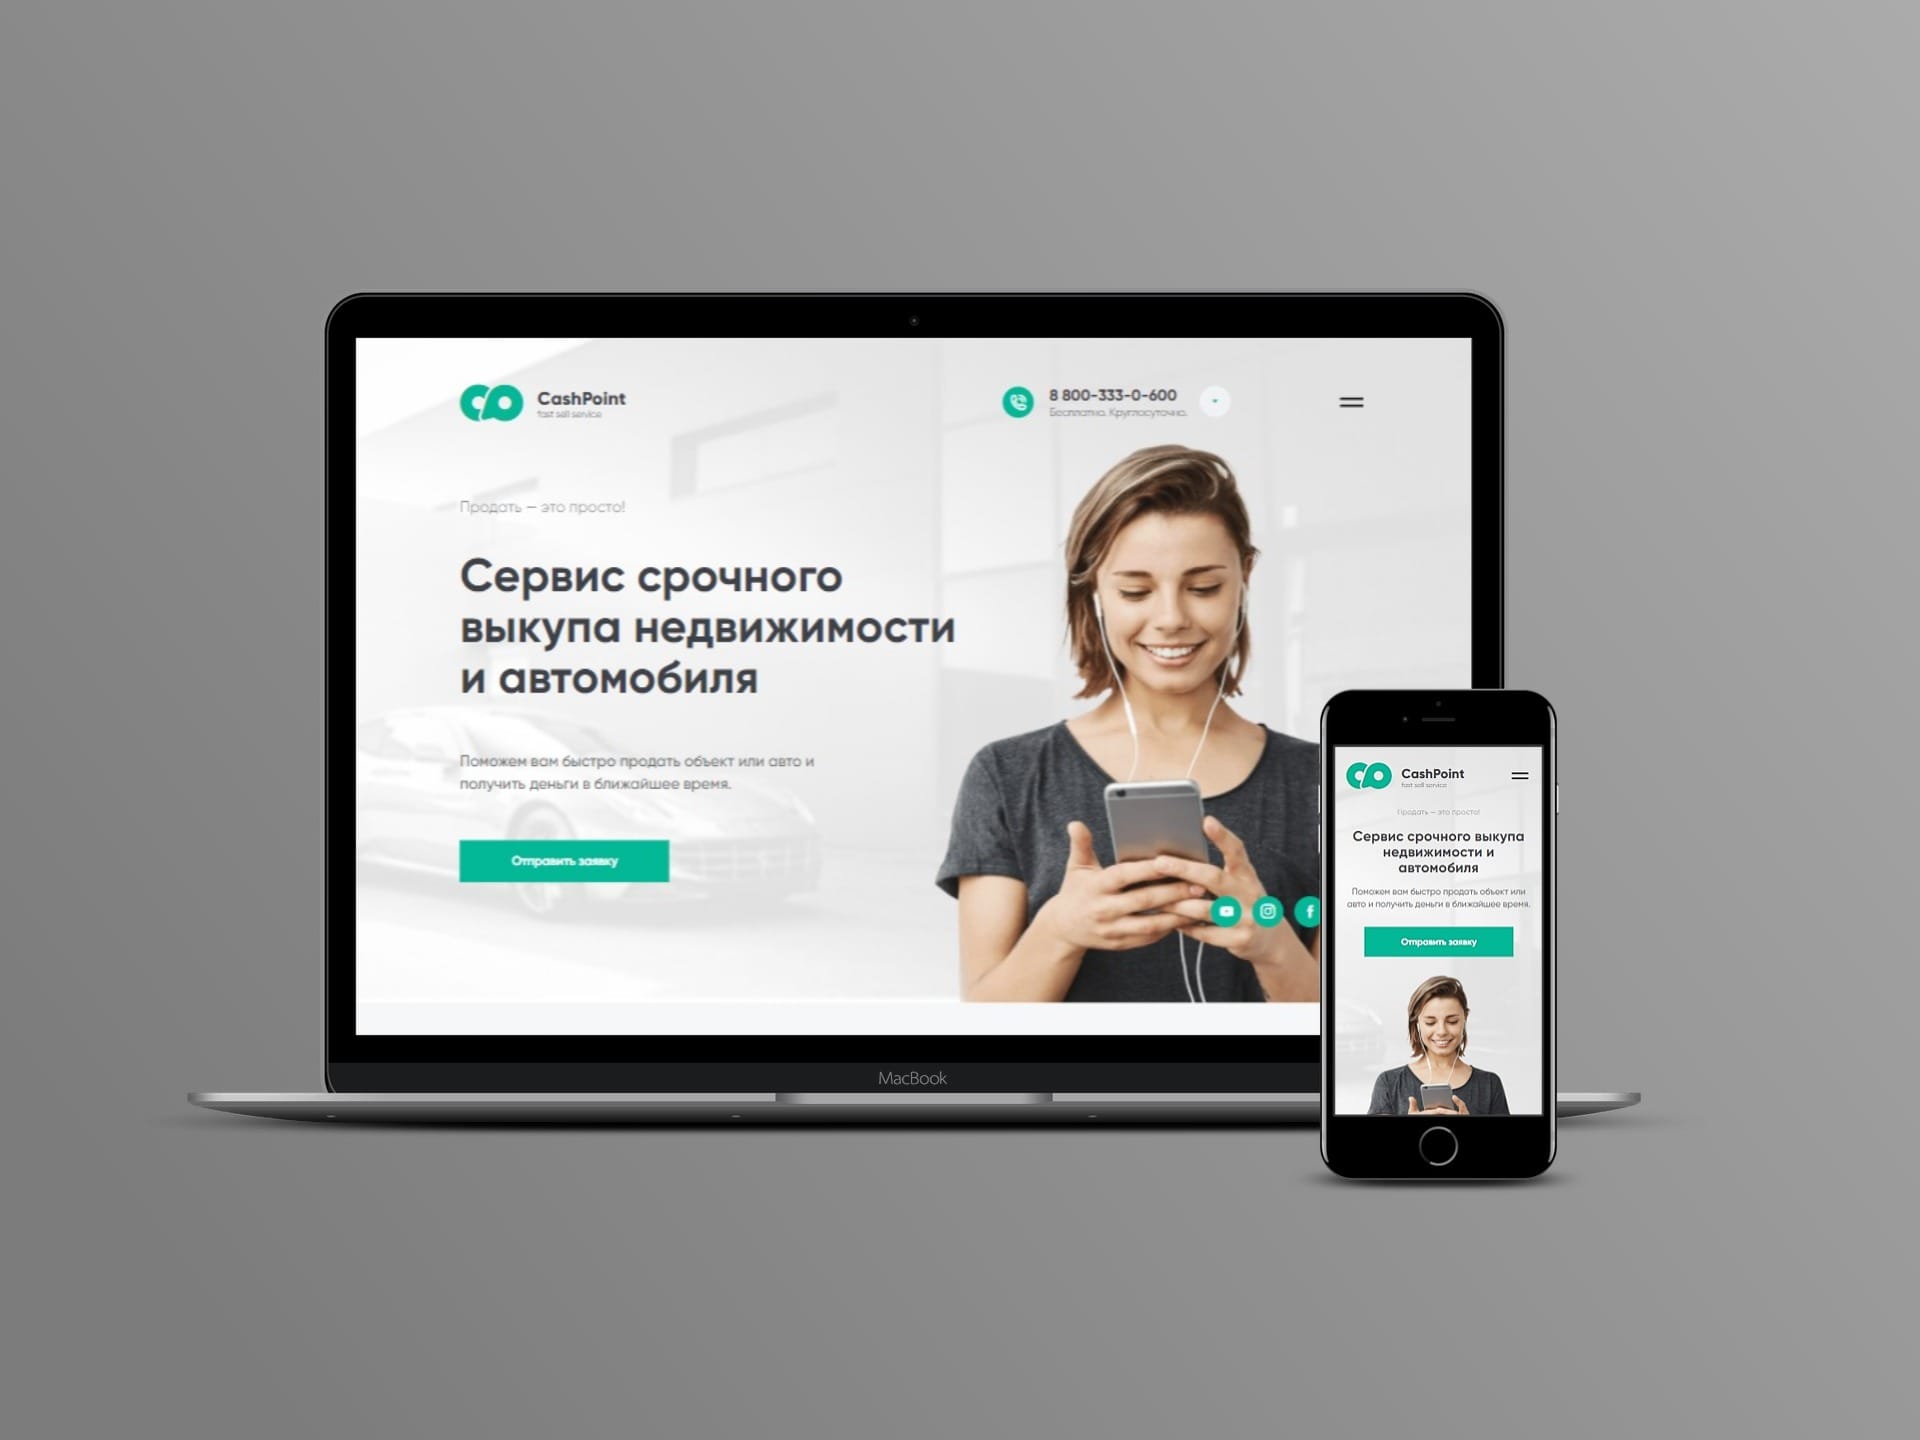 CashPoint
fast sell service
8 800-333-0-600
Бесплатно. Круглосуточно.
Продать — это просто!
Сервис срочного
выкупа недвижимости
и автомобиля
Поможем вам быстро продать объект или авто и
получить деньги в ближайшее время.
Отправить заявку
MacBook
CashPoint
fast sell service
Продать — это просто!
Сервис срочного выкупа
недвижимости и
автомобиля
Поможем вам быстро продать объект или
авто и получить деньги в ближайшее время.
Отправить заявку